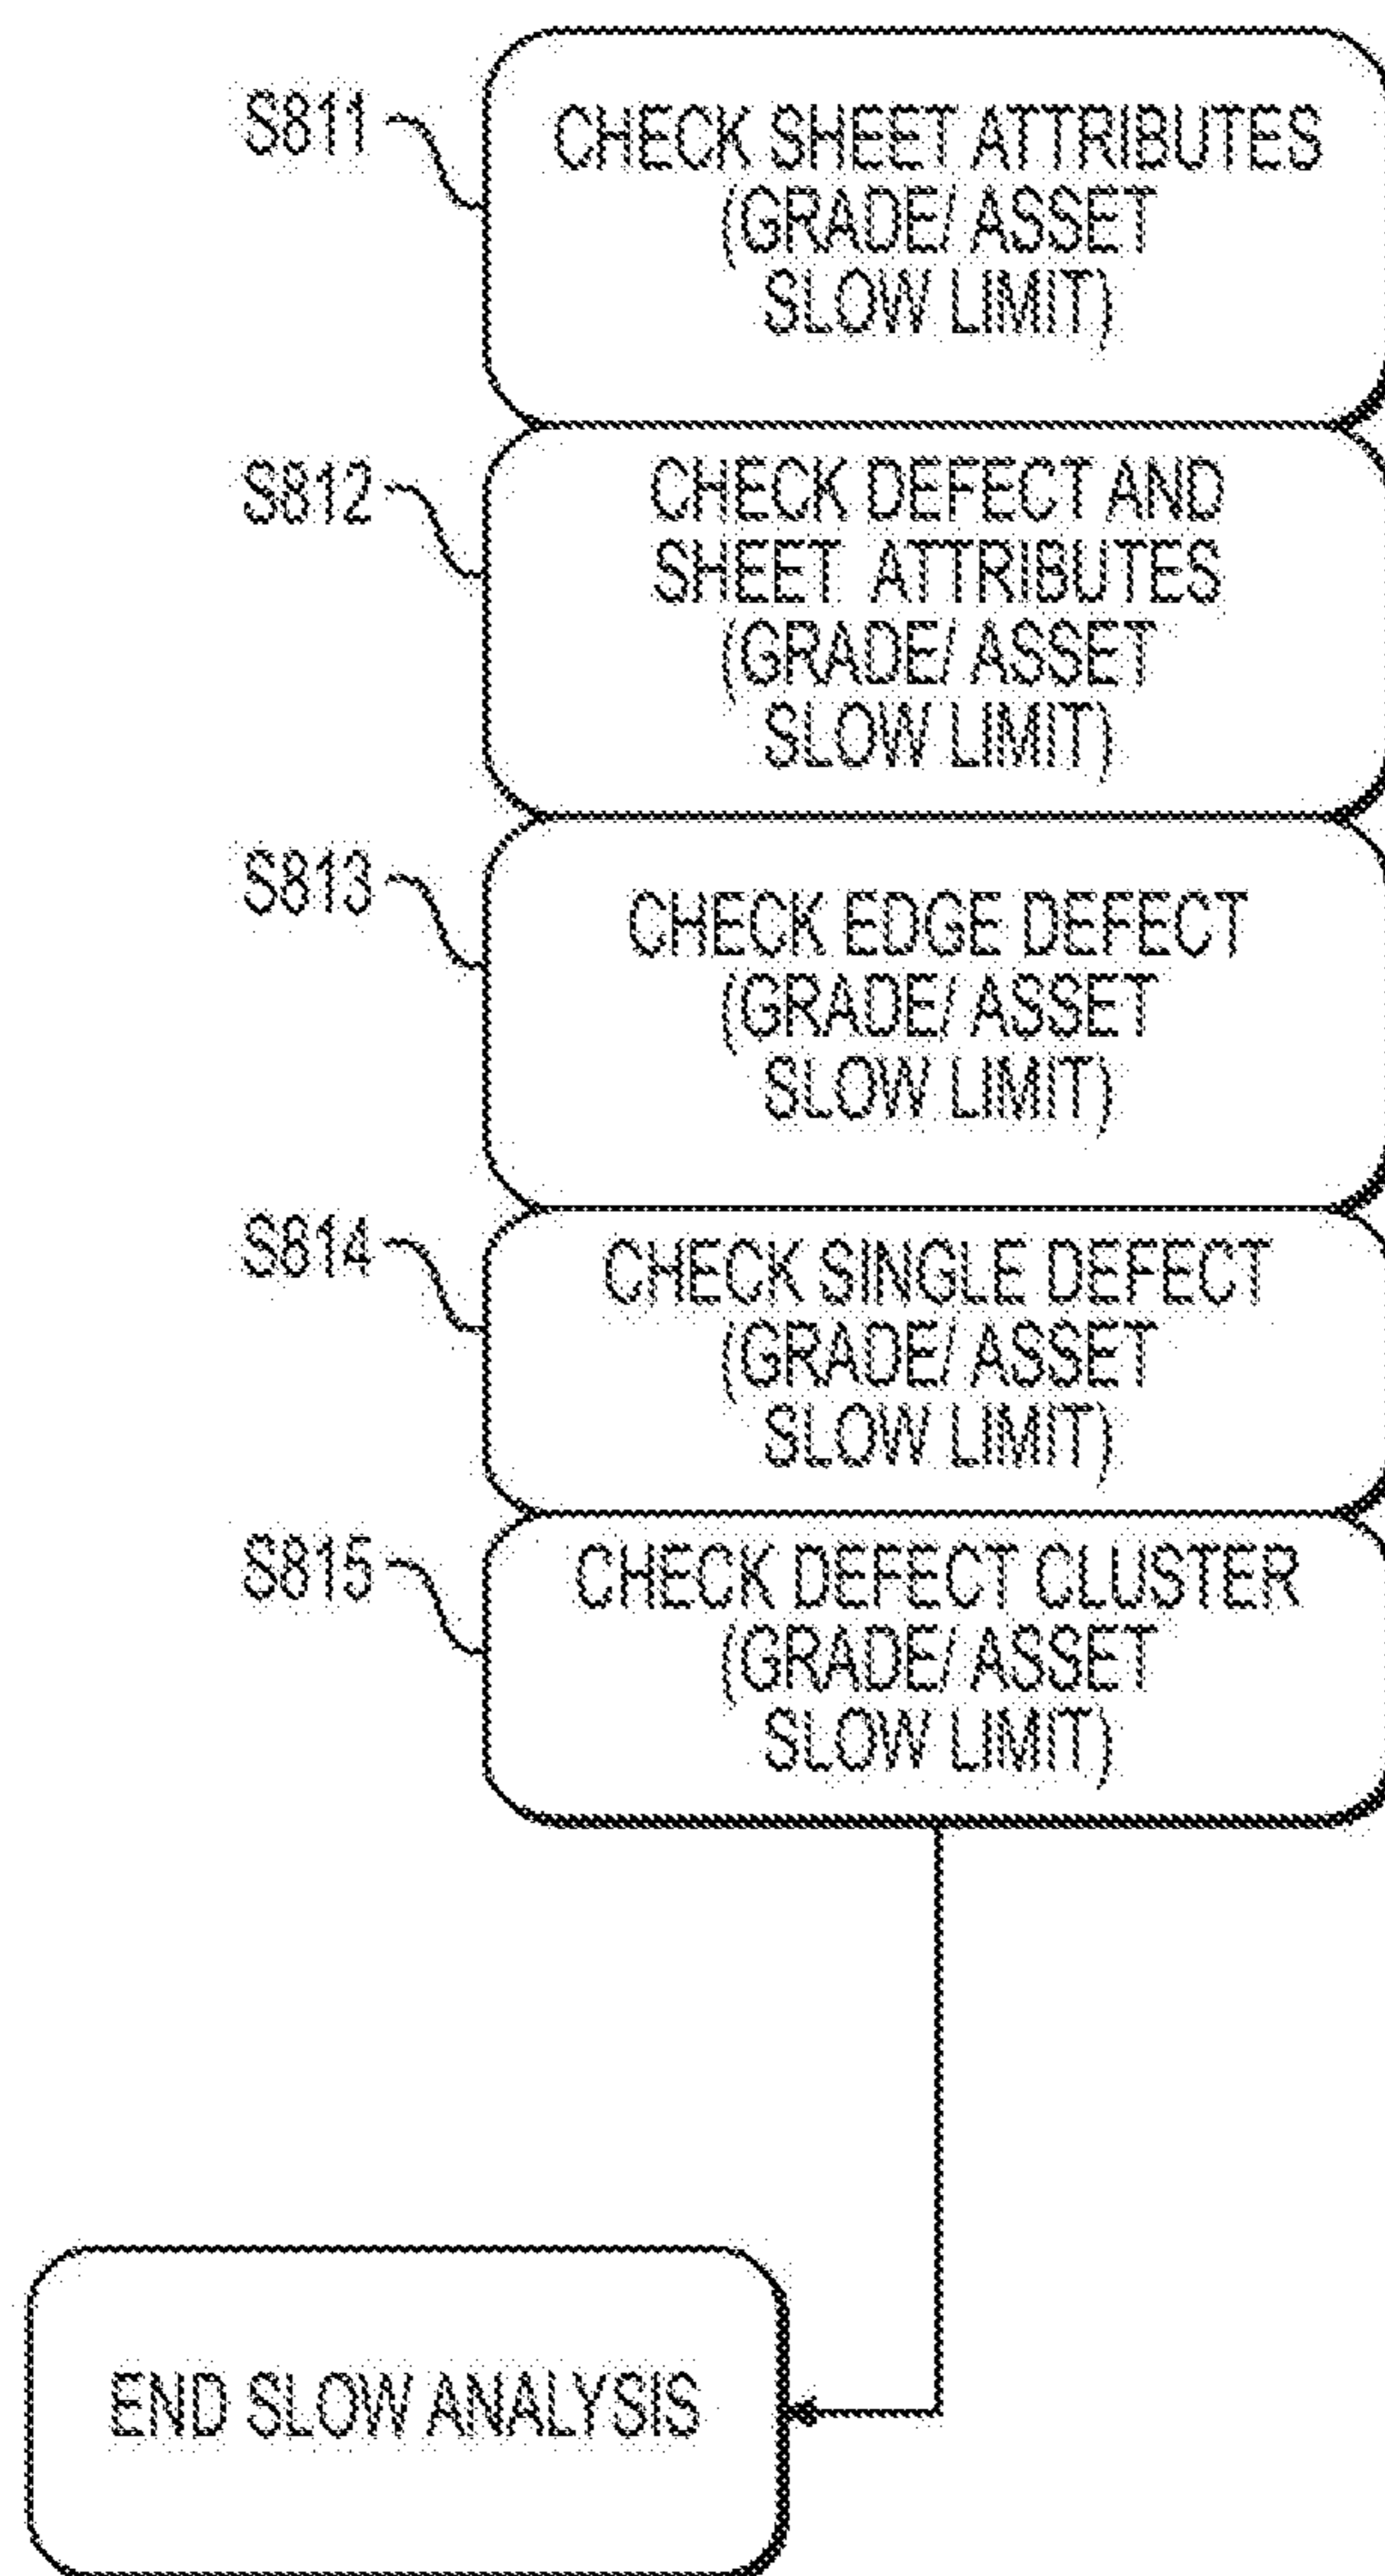 S811
CHECK SHEET ATTRIBUTES
(GRADE/ ASSET
SLOW LIMIT)
S812
CHECK DEFECT AND
SHEET ATTRIBUTES
(GRADE/ ASSET
SLOW LIMIT)
S813
CHECK EDGE DEFECT
(GRADE/ ASSET
SLOW LIMIT)
S814
CHECK SINGLE DEFECT
(GRADE/ ASSET
SLOW LIMIT)
S815
CHECK DEFECT CLUSTER
(GRADE/ ASSET
SLOW LIMIT)
END SLOW ANALYSIS